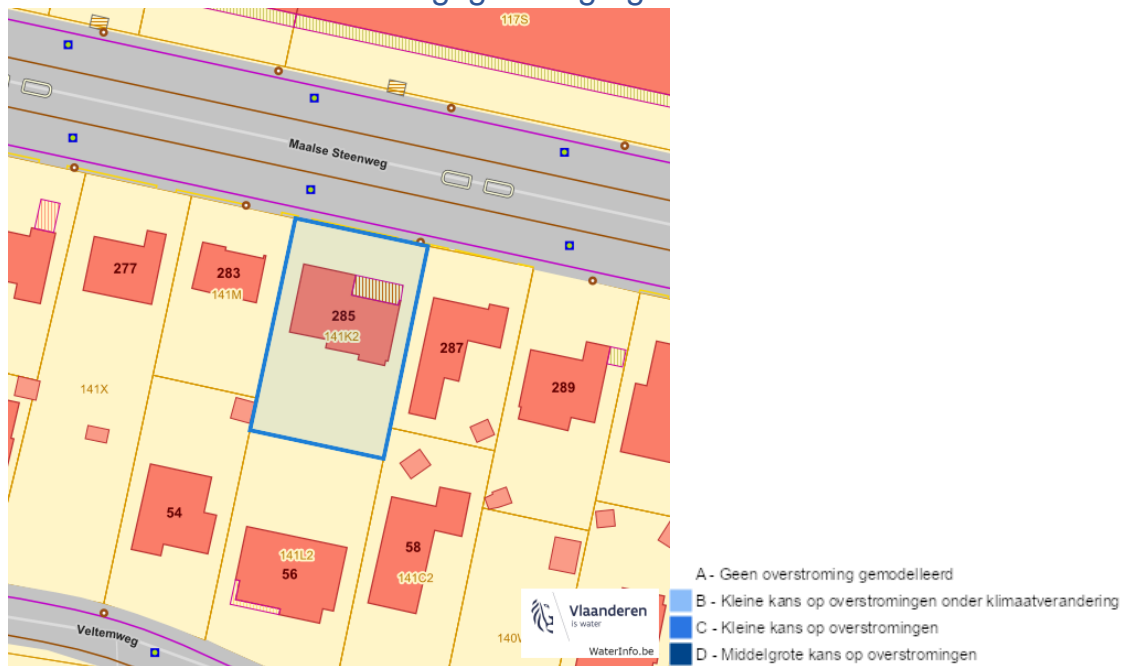 117S
Maalse Steenweg
277
283
141M
285
141K2
287
289
141X
54
141L2
56
58
141C2
Veltemweg
Vlaanderen
is water
WaterInfo.be
A - Geen overstroming gemodelleerd
B - Kleine kans op overstromingen onder klimaatverandering
C - Kleine kans op overstromingen
D - Middelgrote kans op overstromingen